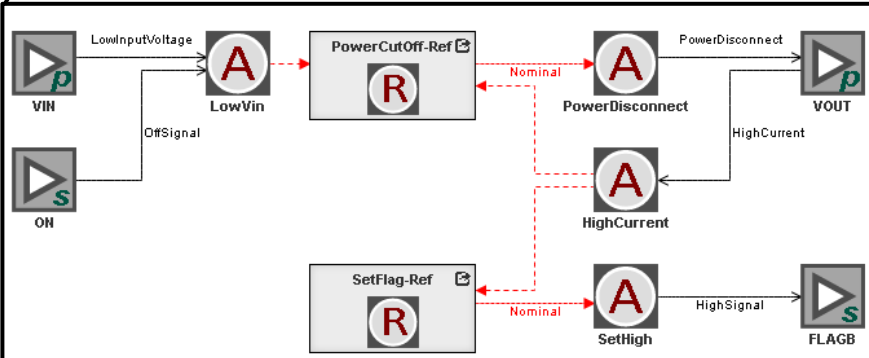 LowInputVoltage
PowerCutOff-Ref
PowerDisconnect
p
A
R
Nominal
A
p
VIN
LowVin
PowerDisconnect
VOUT
OffSignal
HighCurrent
s
A
ON
HighCurrent
SetFlag-Ref
R
Nominal
A
HighSignal
s
SetHigh
FLAGB